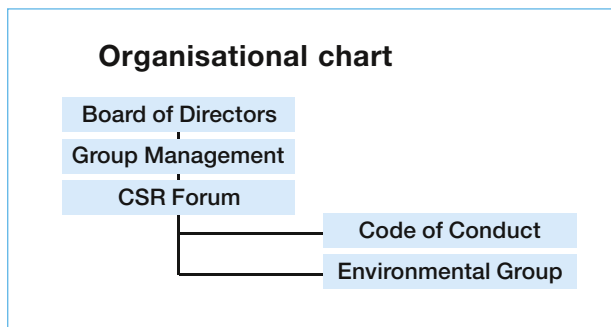 Organisational chart
Board of Directors
Group Management
CSR Forum
Code of Conduct
Environmental Group